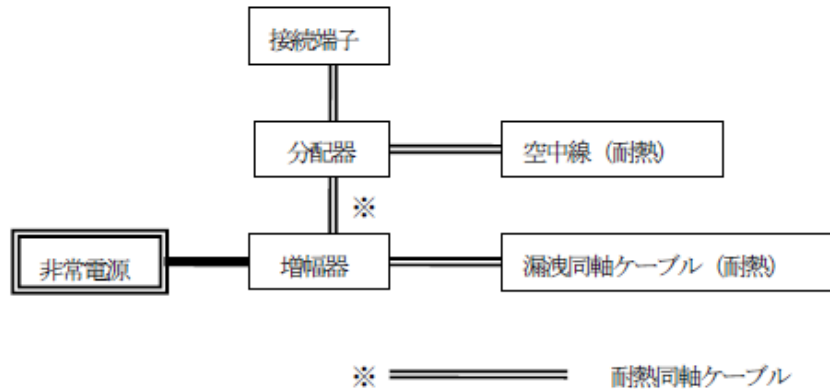 接続端子
分配器
空中線（耐熱）
※
非常電源
増幅器
漏洩同軸ケーブル（耐熱）
※
耐熱同軸ケーブル